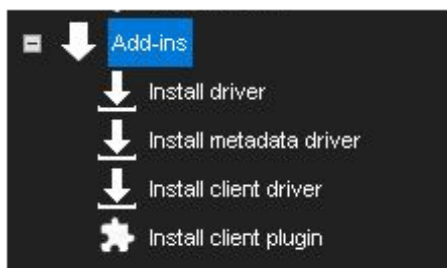 Add-ins
Install driver
Install metadata driver
Install client driver
Install client plugin